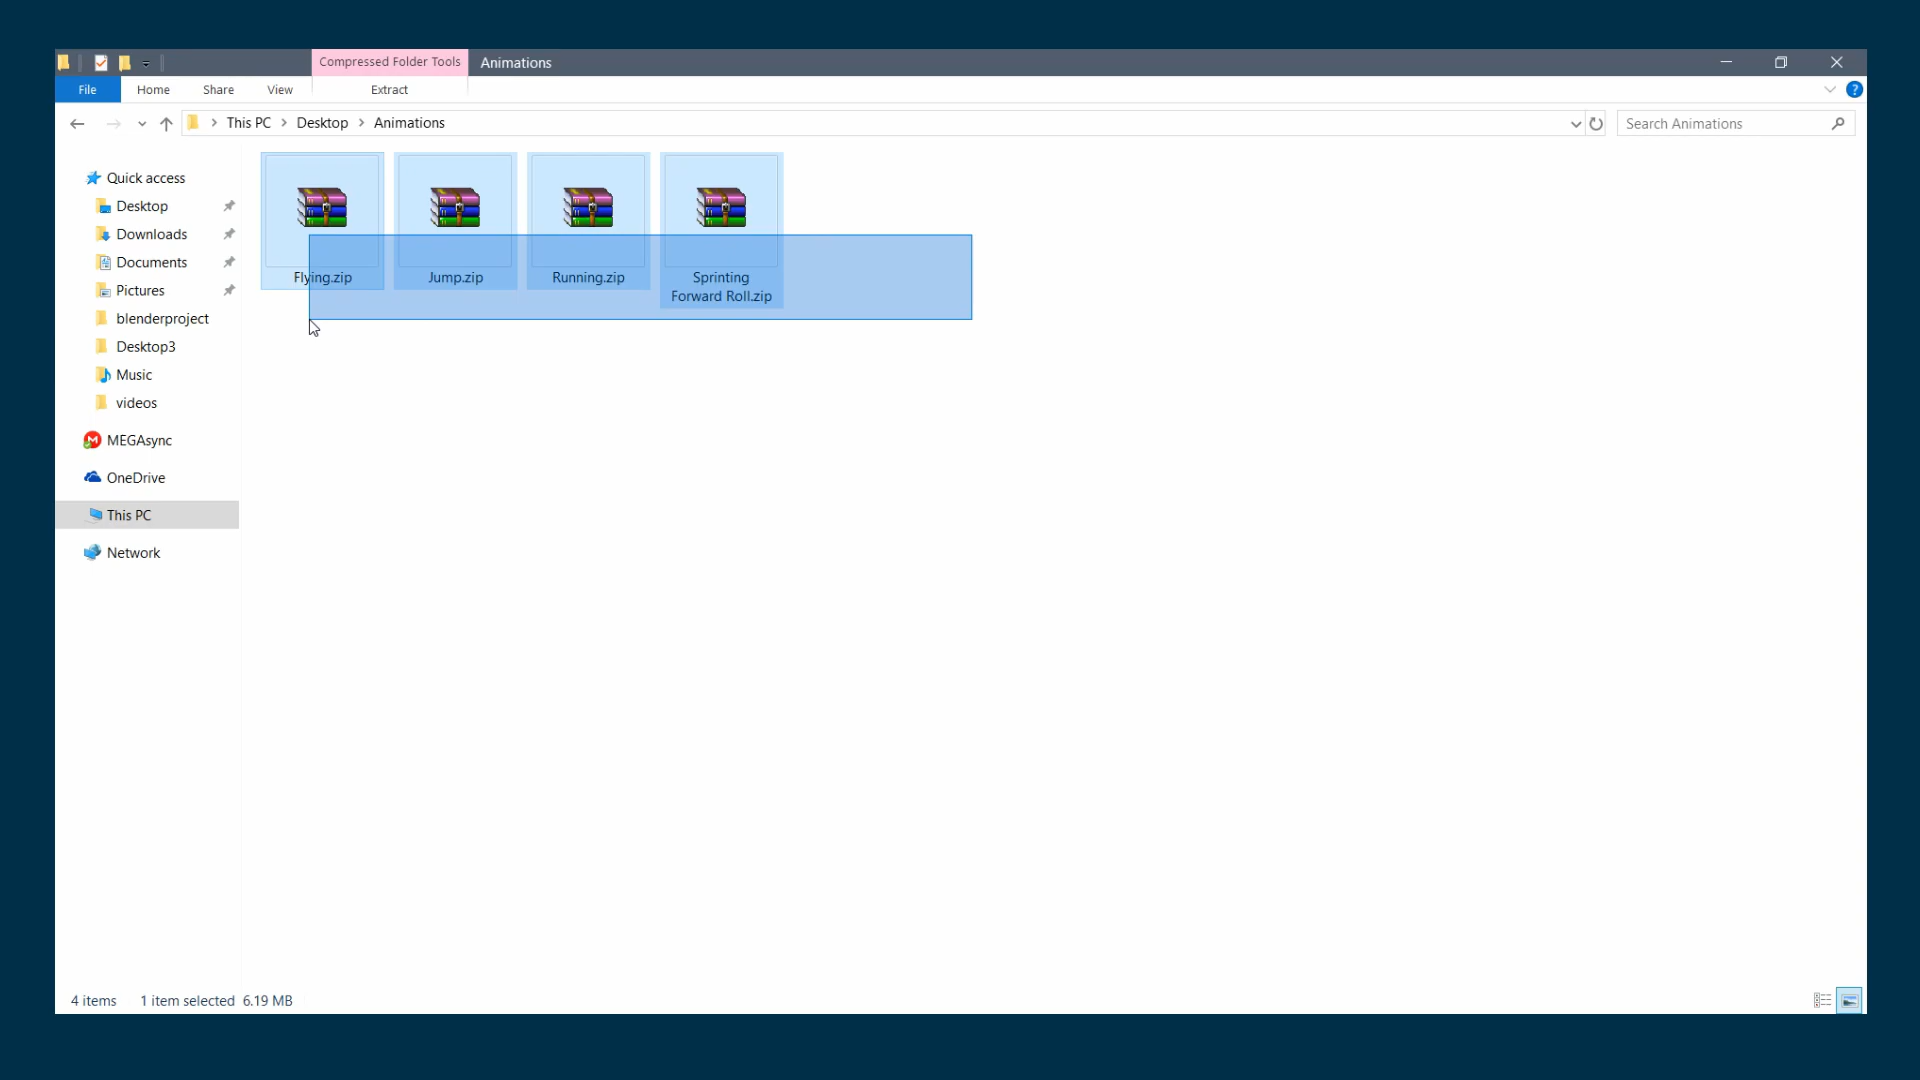 Compressed Folder Tools
Animations
File
Home
Share
View
Extract
?
This PC
Desktop
Animations
Search Animations
Quick access
Desktop
Downloads
Documents
Pictures
blenderproject
Desktop3
Music
videos
MEGAsync
OneDrive
This PC
Network
Flying.zip
Jump.zip
Running.zip
Sprinting
Forward Roll.zip
4 items
1 item selected 6.19 MB